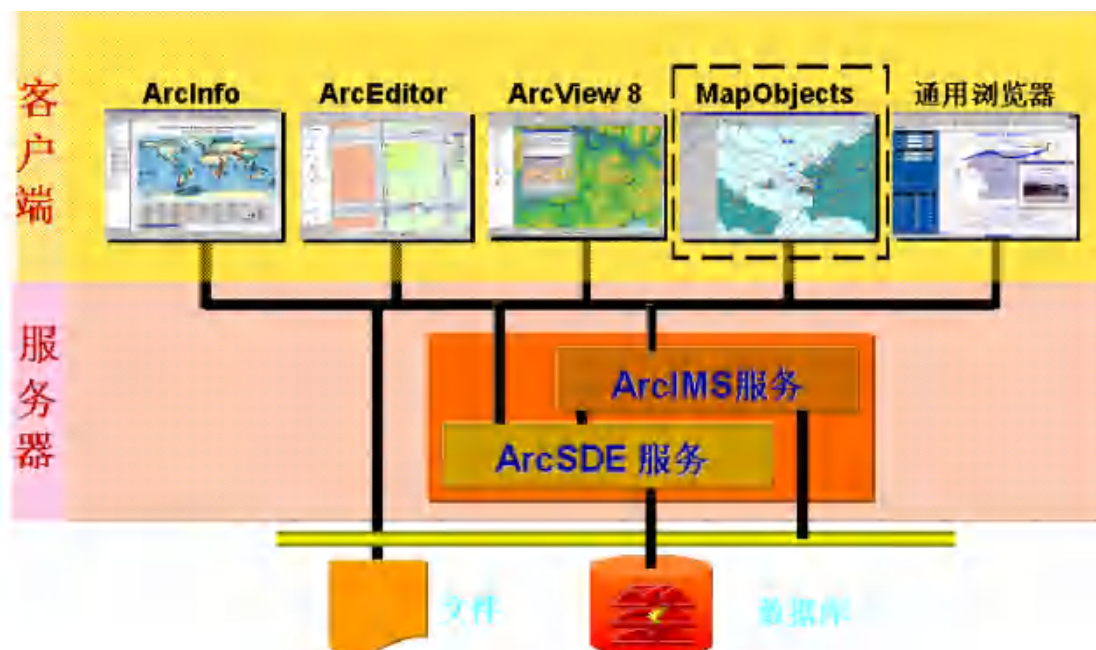 客户端
ArcInfo
ArcEditor
ArcView 8
MapObjects
通用浏览器
服务器
ArcIMS服务
ArcSDE 服务
文件
数据库